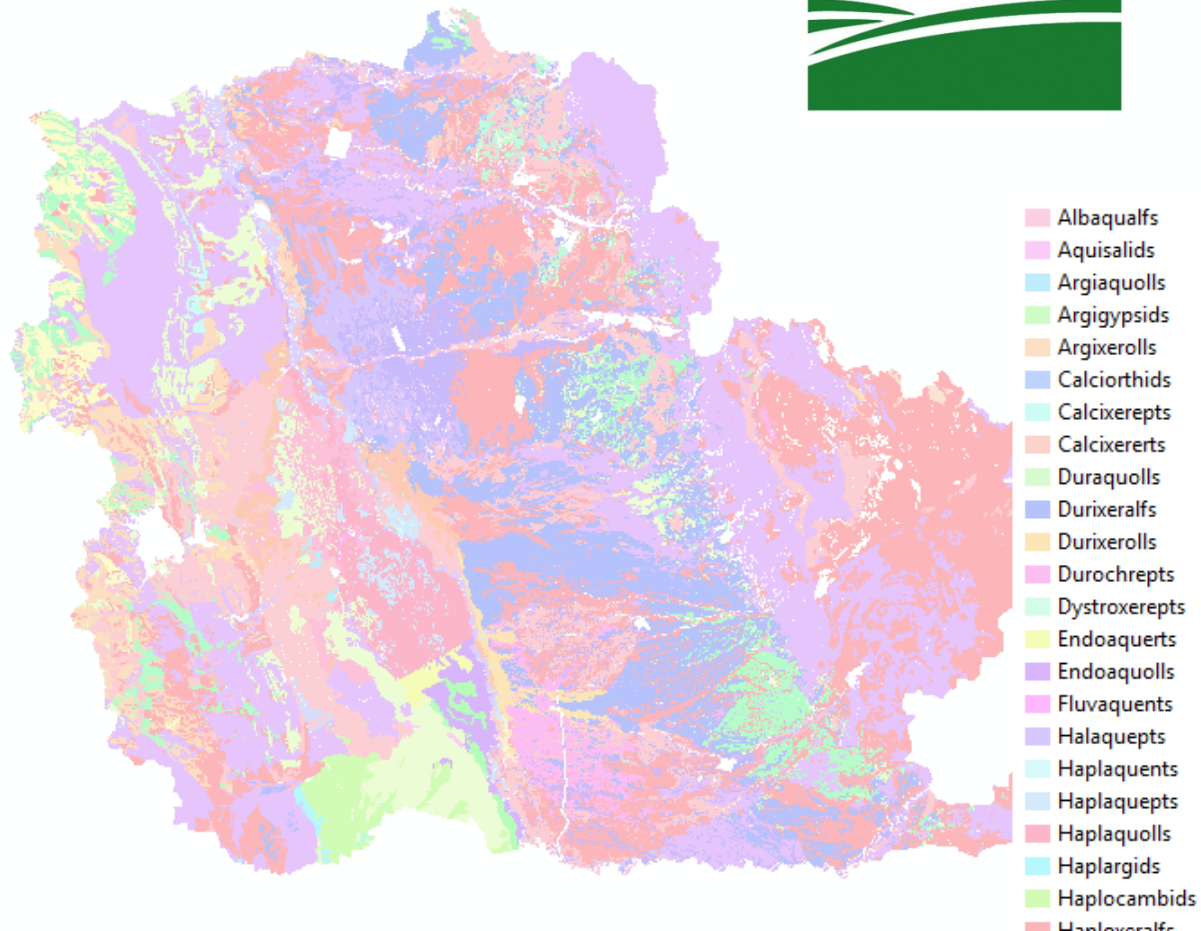 Albaqualfs
Aquisalids
Argiaquolls
Argigypsids
Argixerolls
Calciorthids
Calcixerepts
Calcixererts
Duraquolls
Durixeralfs
Durixerolls
Durochrepts
Dystroxerepts
Endoaquerts
Endoaquolls
Fluvaquents
Halaquepts
Haplaquents
Haplaquepts
Haplaquolls
Haplargids
Haplocambids
Haploxeralfs